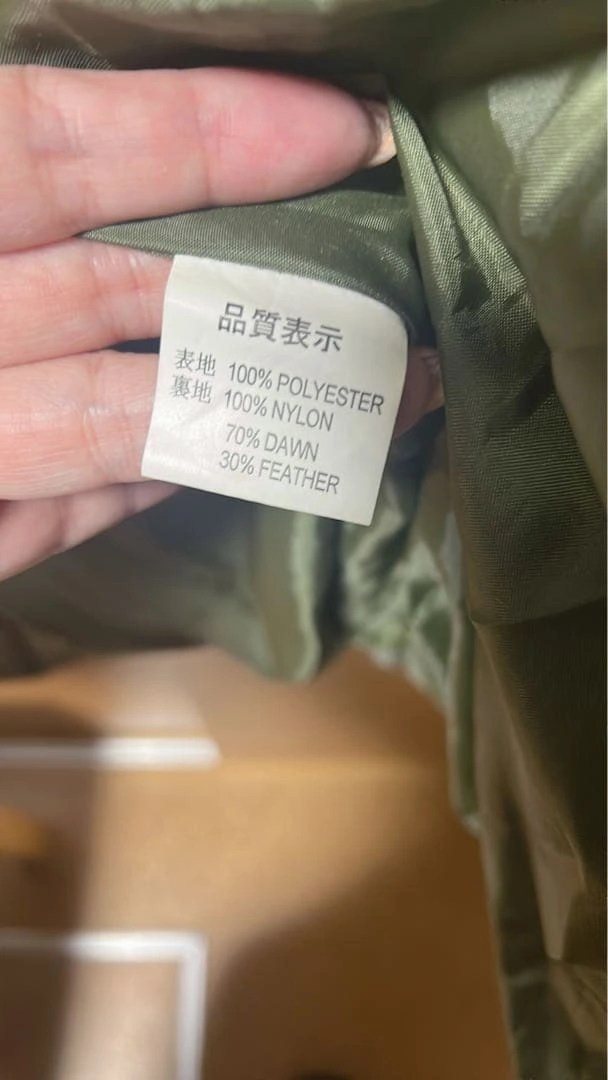 品質表示
表地 100% POLYESTER
裏地 100% NYLON
70% DAWN
30% FEATHER